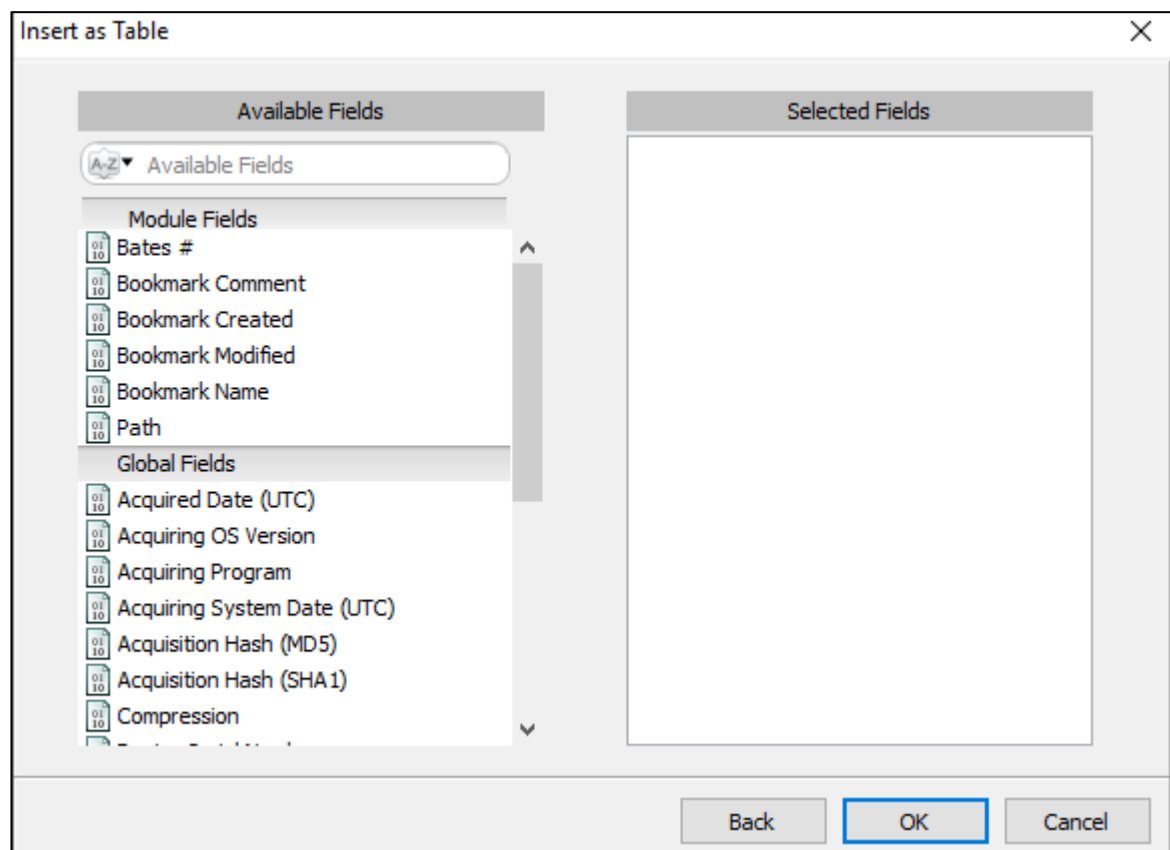 Insert as Table
Available Fields
Selected Fields
A-Z Available Fields
Module Fields
Bates #
Bookmark Comment
Bookmark Created
Bookmark Modified
Bookmark Name
Path
Global Fields
Acquired Date (UTC)
Acquiring OS Version
Acquiring Program
Acquiring System Date (UTC)
Acquisition Hash (MD5)
Acquisition Hash (SHA1)
Compression
Back
OK
Cancel